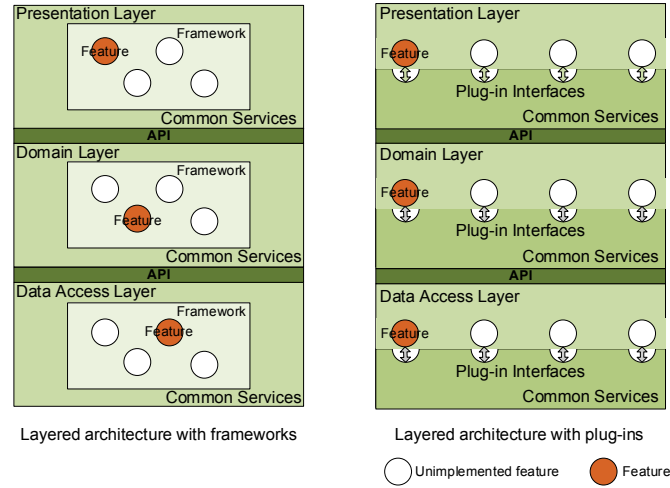 Presentation Layer
Framework
Feature
Common Services
API
Domain Layer
Framework
Feature
Common Services
API
Data Access Layer
Framework
Feature
Common Services
Layered architecture with frameworks
Presentation Layer
Feature
Plug-in Interfaces
Common Services
API
Domain Layer
Feature
Plug-in Interfaces
Common Services
API
Data Access Layer
Feature
Plug-in Interfaces
Common Services
Layered architecture with plug-ins
Unimplemented feature
Feature